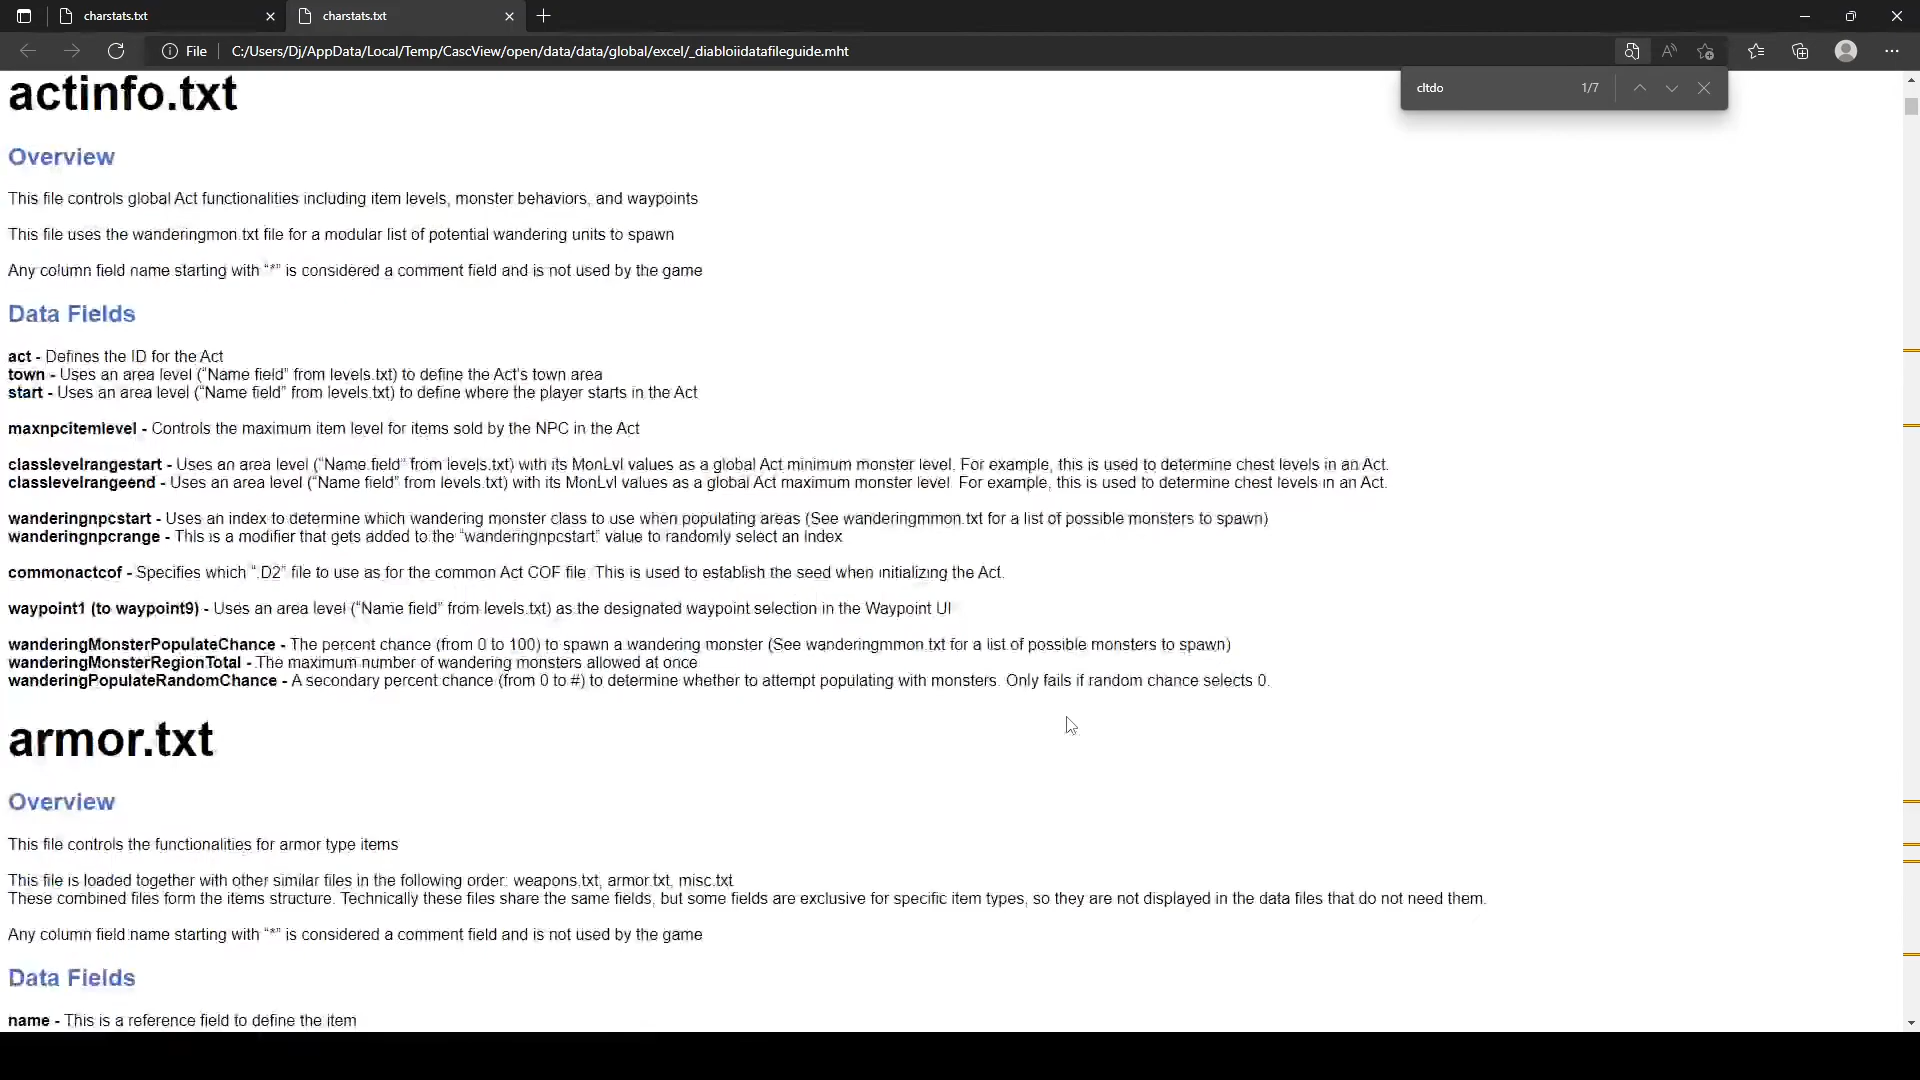 charstats.txt
charstats.txt
File C:/Users/Dj/AppData/Local/Temp/CascView/open/data/data/global/excel/_diabloiidatafileguide.mht
cltdo 1/7
actinfo.txt
Overview
This file controls global Act functionalities including item levels, monster behaviors, and waypoints
This file uses the wanderingmon.txt file for a modular list of potential wandering units to spawn
Any column field name starting with “*” is considered a comment field and is not used by the game
Data Fields
act - Defines the ID for the Act
town - Uses an area level (“Name field” from levels.txt) to define the Act's town area
start - Uses an area level (“Name field” from levels.txt) to define where the player starts in the Act
maxnpcitemlevel - Controls the maximum item level for items sold by the NPC in the Act
classlevelrangestart - Uses an area level (“Name field” from levels.txt) with its MonLvl values as a global Act minimum monster level. For example, this is used to determine chest levels in an Act.
classlevelrangeend - Uses an area level (“Name field” from levels.txt) with its MonLvl values as a global Act maximum monster level. For example, this is used to determine chest levels in an Act.
wanderingnpcstart - Uses an index to determine which wandering monster class to use when populating areas (See wanderingmmon.txt for a list of possible monsters to spawn)
wanderingnpcrange - This is a modifier that gets added to the “wanderingnpcstart” value to randomly select an index
commonactcof - Specifies which “.D2” file to use as for the common Act COF file. This is used to establish the seed when initializing the Act.
waypoint1 (to waypoint9) - Uses an area level (“Name field” from levels.txt) as the designated waypoint selection in the Waypoint UI
wanderingMonsterPopulateChance - The percent chance (from 0 to 100) to spawn a wandering monster (See wanderingmmon.txt for a list of possible monsters to spawn)
wanderingMonsterRegionTotal - The maximum number of wandering monsters allowed at once
wanderingPopulateRandomChance - A secondary percent chance (from 0 to #) to determine whether to attempt populating with monsters. Only fails if random chance selects 0.
armor.txt
Overview
This file controls the functionalities for armor type items
This file is loaded together with other similar files in the following order: weapons.txt, armor.txt, misc.txt
These combined files form the items structure. Technically these files share the same fields, but some fields are exclusive for specific item types, so they are not displayed in the data files that do not need them.
Any column field name starting with “*” is considered a comment field and is not used by the game
Data Fields
name - This is a reference field to define the item